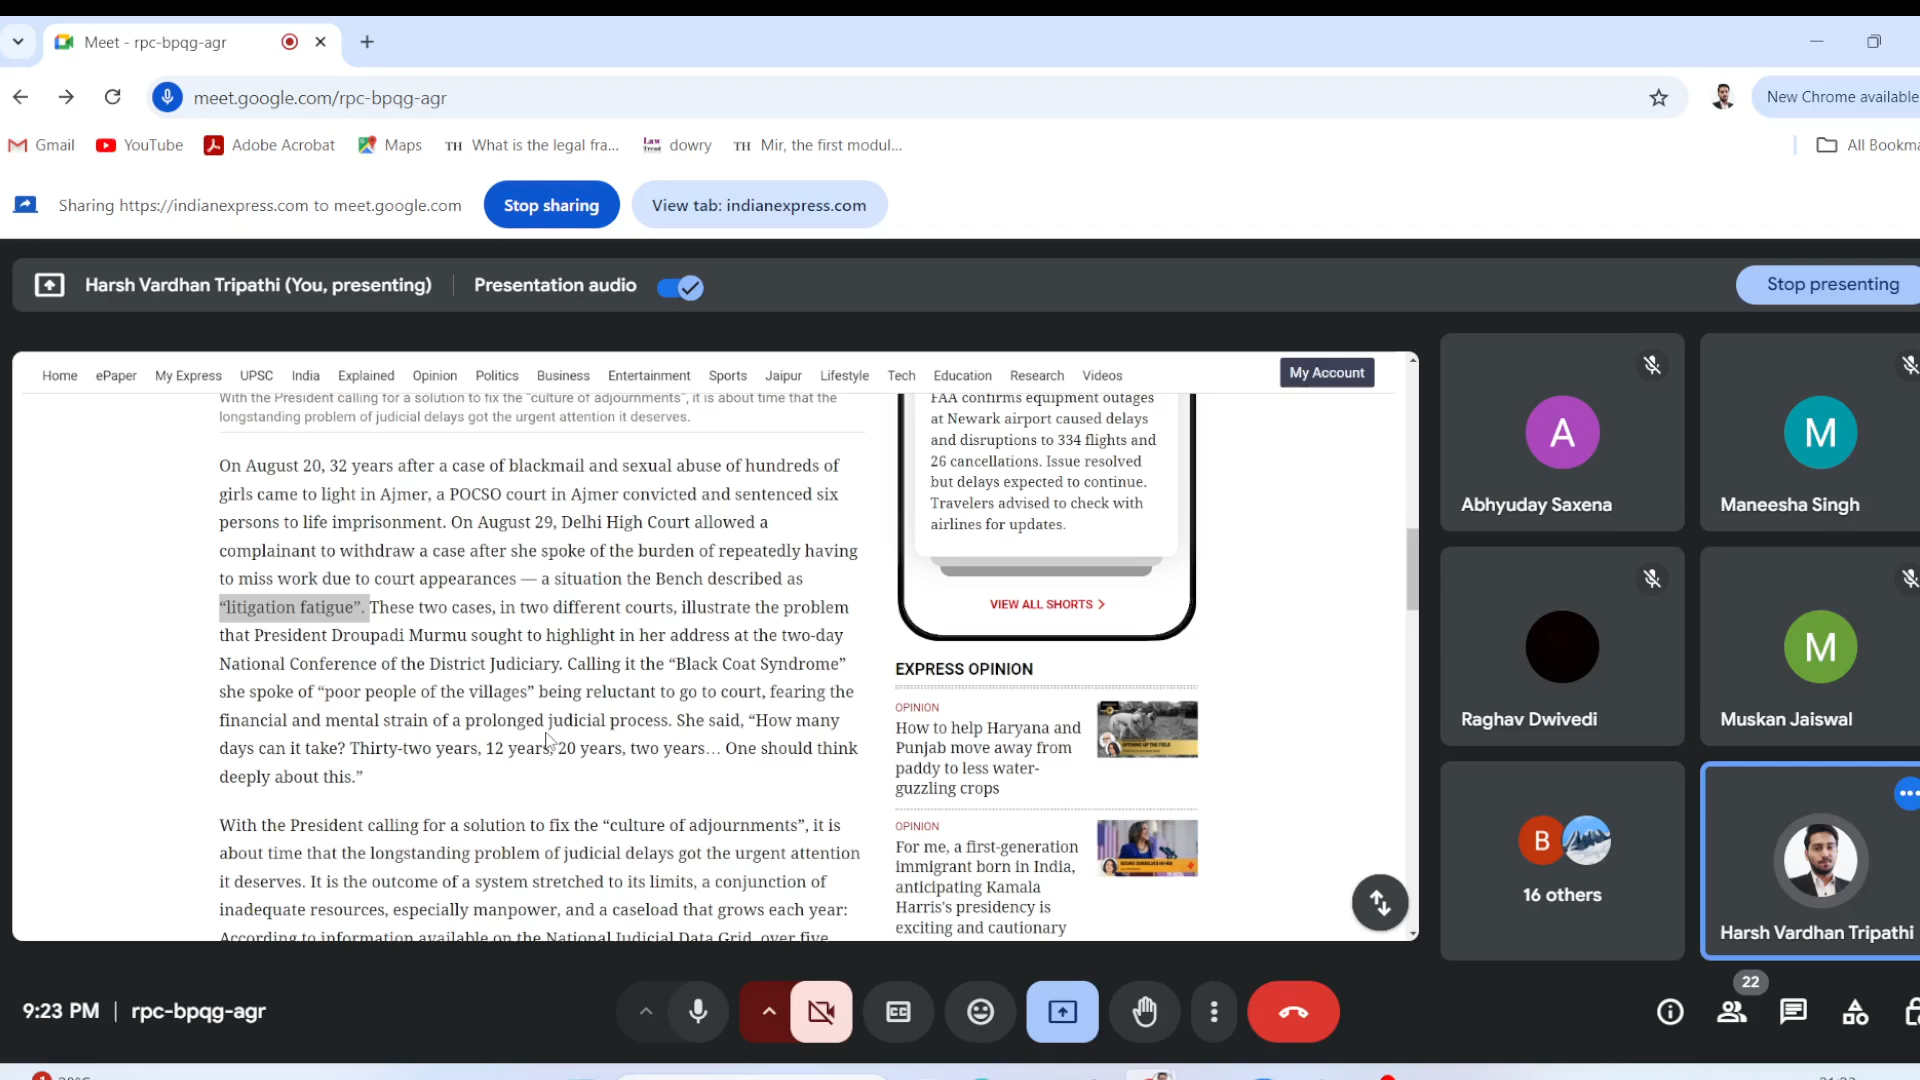 Meet - rpc-bpqg-agr
meet.google.com/rpc-bpqg-agr
New Chrome available
Gmail
YouTube
Adobe Acrobat
Maps
TH What is the legal fra...
Law Trend dowry
TH Mir, the first modul...
All Bookma
Sharing https://indianexpress.com to meet.google.com
Stop sharing
View tab: indianexpress.com
Harsh Vardhan Tripathi (You, presenting)
Presentation audio
Stop presenting
Home ePaper My Express UPSC India Explained Opinion Politics Business Entertainment Sports Jaipur Lifestyle Tech Education Research Videos
My Account
With the President calling for a solution to fix the "culture of adjournments", it is about time that the
longstanding problem of judicial delays got the urgent attention it deserves.
On August 20, 32 years after a case of blackmail and sexual abuse of hundreds of
girls came to light in Ajmer, a POCSO court in Ajmer convicted and sentenced six
persons to life imprisonment. On August 29, Delhi High Court allowed a
complainant to withdraw a case after she spoke of the burden of repeatedly having
to miss work due to court appearances — a situation the Bench described as
“litigation fatigue”. These two cases, in two different courts, illustrate the problem
that President Droupadi Murmu sought to highlight in her address at the two-day
National Conference of the District Judiciary. Calling it the “Black Coat Syndrome”
she spoke of “poor people of the villages” being reluctant to go to court, fearing the
financial and mental strain of a prolonged judicial process. She said, “How many
days can it take? Thirty-two years, 12 years, 20 years, two years… One should think
deeply about this.”
With the President calling for a solution to fix the “culture of adjournments”, it is
about time that the longstanding problem of judicial delays got the urgent attention
it deserves. It is the outcome of a system stretched to its limits, a conjunction of
inadequate resources, especially manpower, and a caseload that grows each year:
According to information available on the National Judicial Data Grid, over five
FAA confirms equipment outages
at Newark airport caused delays
and disruptions to 334 flights and
26 cancellations. Issue resolved
but delays expected to continue.
Travelers advised to check with
airlines for updates.
VIEW ALL SHORTS
EXPRESS OPINION
OPINION
How to help Haryana and
Punjab move away from
paddy to less water-
guzzling crops
OPINION
For me, a first-generation
immigrant born in India,
anticipating Kamala
Harris's presidency is
exciting and cautionary
A
Abhyuday Saxena
M
Maneesha Singh
Raghav Dwivedi
M
Muskan Jaiswal
B
16 others
Harsh Vardhan Tripathi
9:23 PM | rpc-bpqg-agr
22